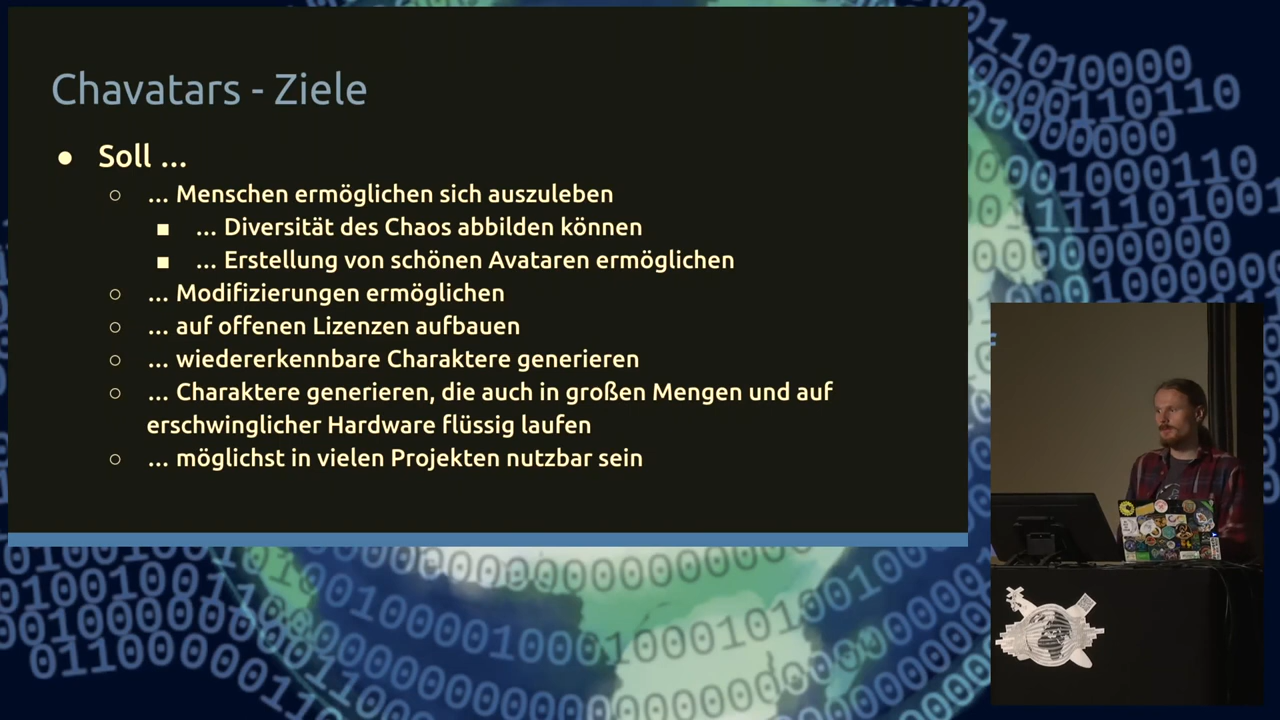 Chavatars - Ziele
● Soll ...
○ ... Menschen ermöglichen sich auszuleben
■ ... Diversität des Chaos abbilden können
■ ... Erstellung von schönen Avataren ermöglichen
○ ... Modifizierungen ermöglichen
○ ... auf offenen Lizenzen aufbauen
○ ... wiedererkennbare Charaktere generieren
○ ... Charaktere generieren, die auch in großen Mengen und auf
erschwinglicher Hardware flüssig laufen
○ ... möglichst in vielen Projekten nutzbar sein